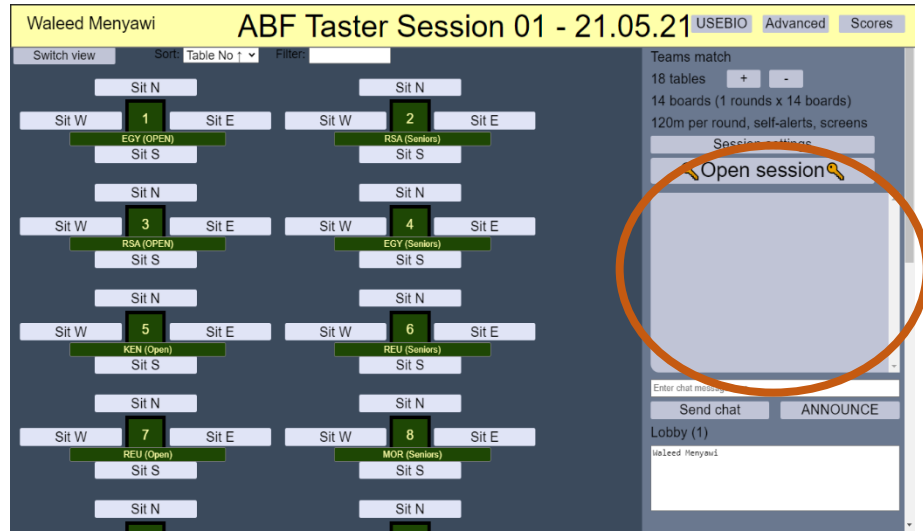 Waleed Menyawi ABF Taster Session 01 - 21.05.21 USEBIO Advanced Scores
Switch view Sort: Table No ↑ Filter:
Sit N Sit N
Sit W 1 Sit E Sit W 2 Sit E
EGY (OPEN) RSA (Seniors)
Sit S Sit S
Sit N Sit N
Sit W 3 Sit E Sit W 4 Sit E
RSA (OPEN) EGY (Seniors)
Sit S Sit S
Sit N Sit N
Sit W 5 Sit E Sit W 6 Sit E
KEN (Open) REU (Seniors)
Sit S Sit S
Sit N Sit N
Sit W 7 Sit E Sit W 8 Sit E
REU (Open) MOR (Seniors)
Sit S Sit S
Sit N Sit N
Teams match
18 tables + -
14 boards (1 rounds x 14 boards)
120m per round, self-alerts, screens
Session settings
Open session
Enter chat message
Send chat ANNOUNCE
Lobby (1)
Waleed Menyawi